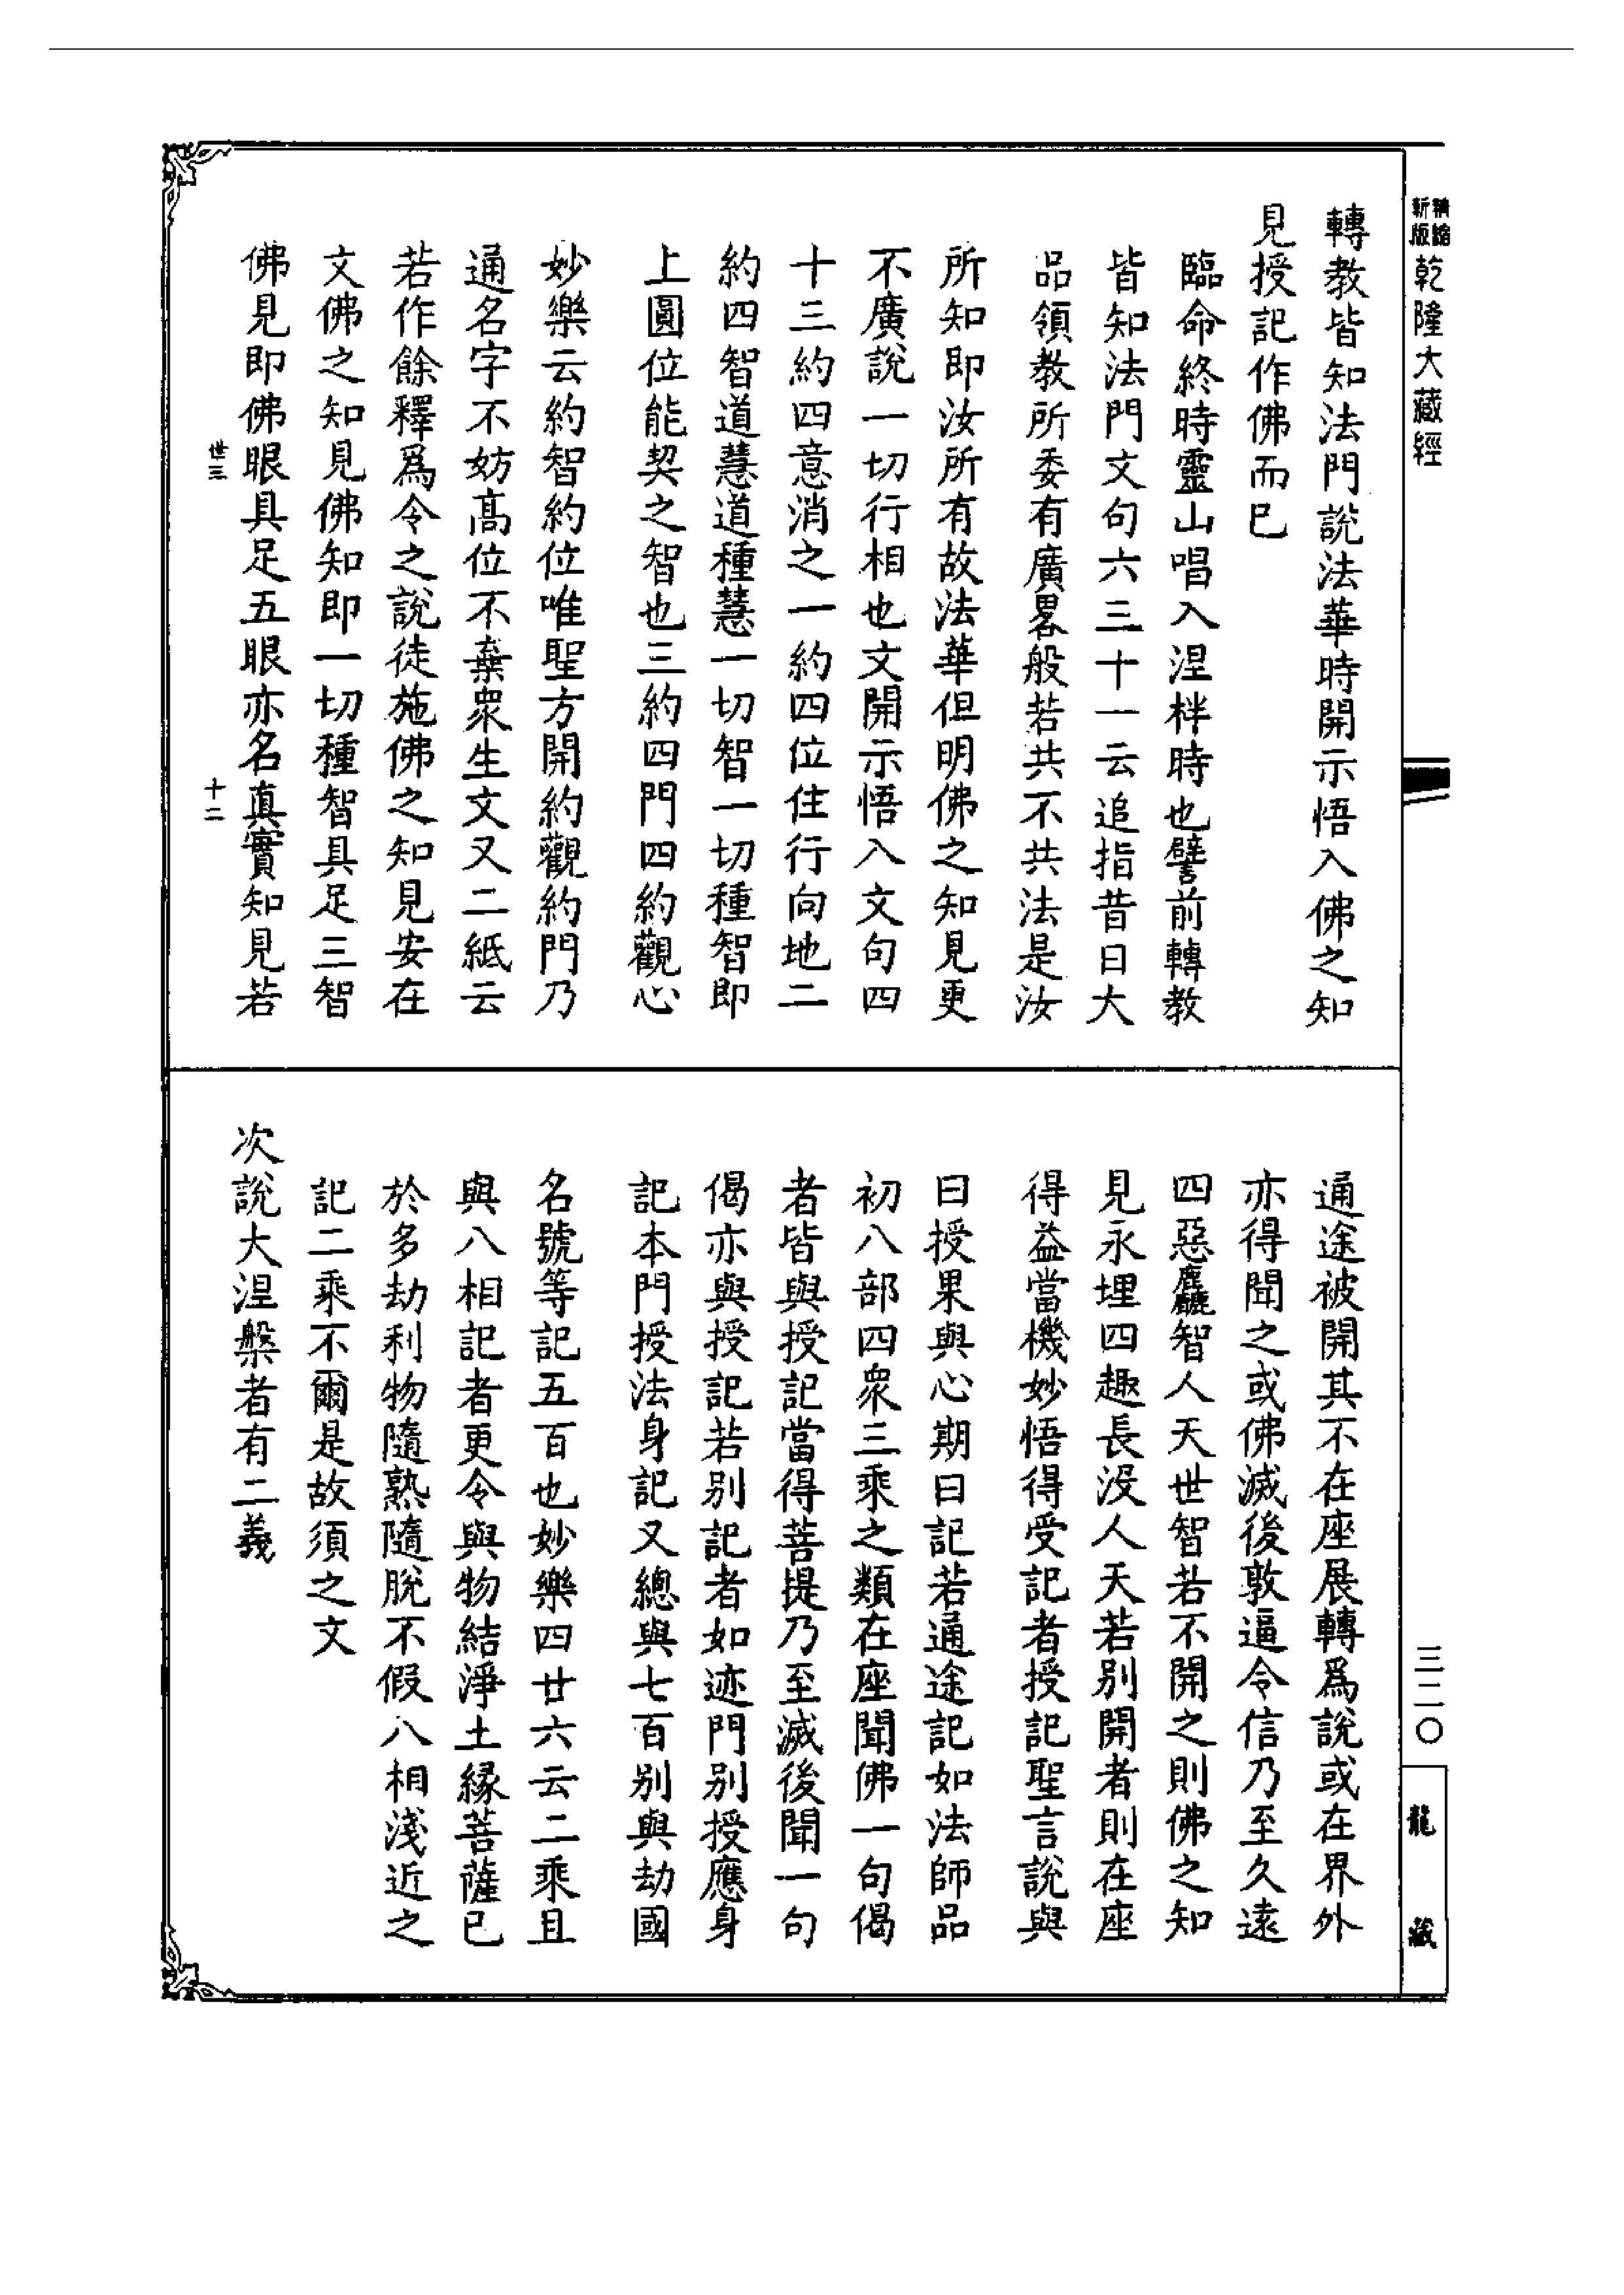 新版精縮乾隆大藏經
三二〇
龍藏
轉教皆知法門說法華時開示悟入佛之知
見授記作佛而巳
臨命終時靈山唱入涅槃時也譬前轉教
皆知法門文句六三十一云追指昔日大
品領教所委有廣畧般若共不共法是汝
所知即汝所有故法華但明佛之知見更
不廣說一切行相也文開示悟入文句四
十三約四意消之一約四位住行向地二
約四智道慧道種慧一切智一切種智即
上圓位能契之智也三約四門四約觀心
妙樂云約智約位唯聖方開約觀約門乃
通名字不妨高位不棄衆生文又二紙云
若作餘釋爲令之說徒施佛之知見安在
文佛之知見佛知即一切種智具足三智
佛見即佛眼具足五眼亦名真實知見若
世三
十二
通途被開其不在座展轉爲說或在界外
亦得聞之或佛滅後敦逼令信乃至久遠
四惡麤智人天世智若不開之則佛之知
見永埋四趣長没人天若別開者則在座
得益當機妙悟得受記者授記聖言說與
曰授果與心期曰記若通途記如法師品
初八部四衆三乘之類在座聞佛一句偈
者皆與授記當得菩提乃至滅後聞一句
偈亦與授記若别記者如迹門别授應身
記本門授法身記又總與七百别與劫國
名號等記五百也妙樂四廿六云二乘且
與八相記者更令與物結淨土緣菩薩已
於多劫利物隨熟隨脫不假八相淺近之
記二乘不爾是故須之文
次說大涅槃者有二義